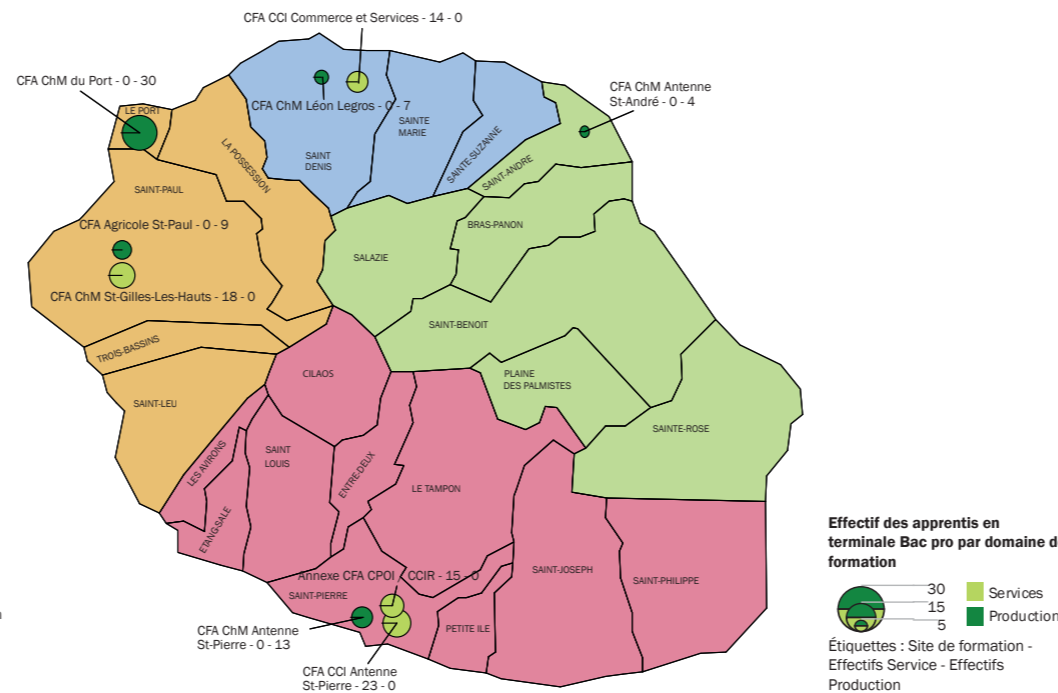 CFA CCI Commerce et Services - 14 - 0
CFA ChM du Port - 0 - 30
CFA ChM Antenne
St-André - 0 - 4
LE PORT
CFA ChM Léon Legros - 0 - 7
SAINTE
MARIE
SAINT
DENIS
SAINTE-SUZANNE
LA POSSESSION
SAINT-ANDRE
SAINT-PAUL
BRAS-PANON
CFA Agricole St-Paul - 0 - 9
SALAZIE
CFA ChM St-Gilles-Les-Hauts - 18 - 0
SAINT-BENOIT
TROIS-BASSINS
CILAOS
PLAINE
DES PALMISTES
SAINT-LEU
SAINTE-ROSE
SAINT
LOUIS
LES AVIRONS
ENTRE-DEUX
LE TAMPON
ETANG-SALE
SAINT-JOSEPH
SAINT-PHILIPPE
Annexe CFA CPOI CCIR - 15 - 0
SAINT-PIERRE
PETITE ILE
CFA ChM Antenne
St-Pierre - 0 - 13
CFA CCI Antenne
St-Pierre - 23 - 0
Effectif des apprentis en
terminale Bac pro par domaine d
formation
30
15
5
Services
Production
Étiquettes : Site de formation -
Effectifs Service - Effectifs
Production